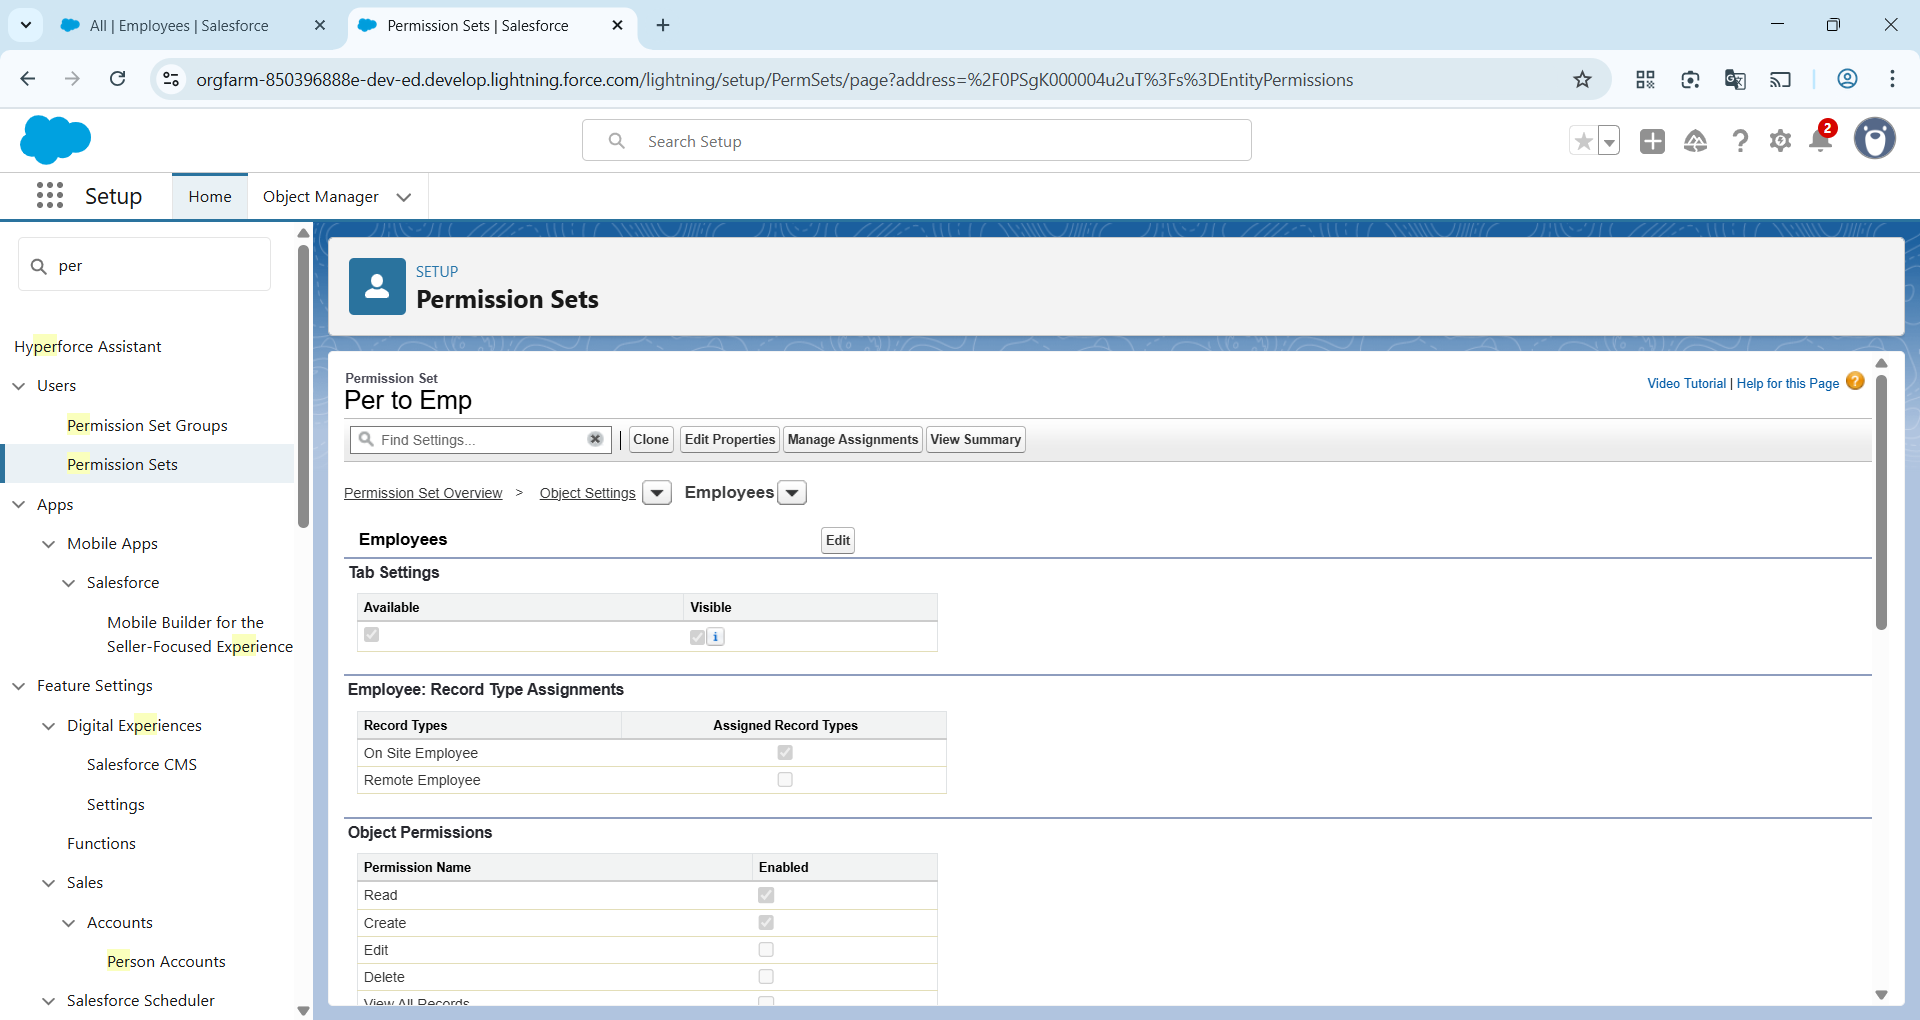 All | Employees | Salesforce
Permission Sets | Salesforce
orgfarm-850396888e-dev-ed.develop.lightning.force.com/lightning/setup/PermSets/page?address=%2F0PSgK000004u2uT%3Fs%3DEntityPermissions
Search Setup
2
Setup
Home
Object Manager
per
Hyperforce Assistant
Users
Permission Set Groups
Permission Sets
Apps
Mobile Apps
Salesforce
Mobile Builder for the
Seller-Focused Experience
Feature Settings
Digital Experiences
Salesforce CMS
Settings
Functions
Sales
Accounts
Person Accounts
Salesforce Scheduler
SETUP
Permission Sets
Permission Set
Per to Emp
Video Tutorial | Help for this Page
Find Settings...
Clone
Edit Properties
Manage Assignments
View Summary
Permission Set Overview > Object Settings Employees
Employees
Edit
Tab Settings
Available Visible
Employee: Record Type Assignments
Record Types Assigned Record Types
On Site Employee
Remote Employee
Object Permissions
Permission Name Enabled
Read
Create
Edit
Delete
View All Records